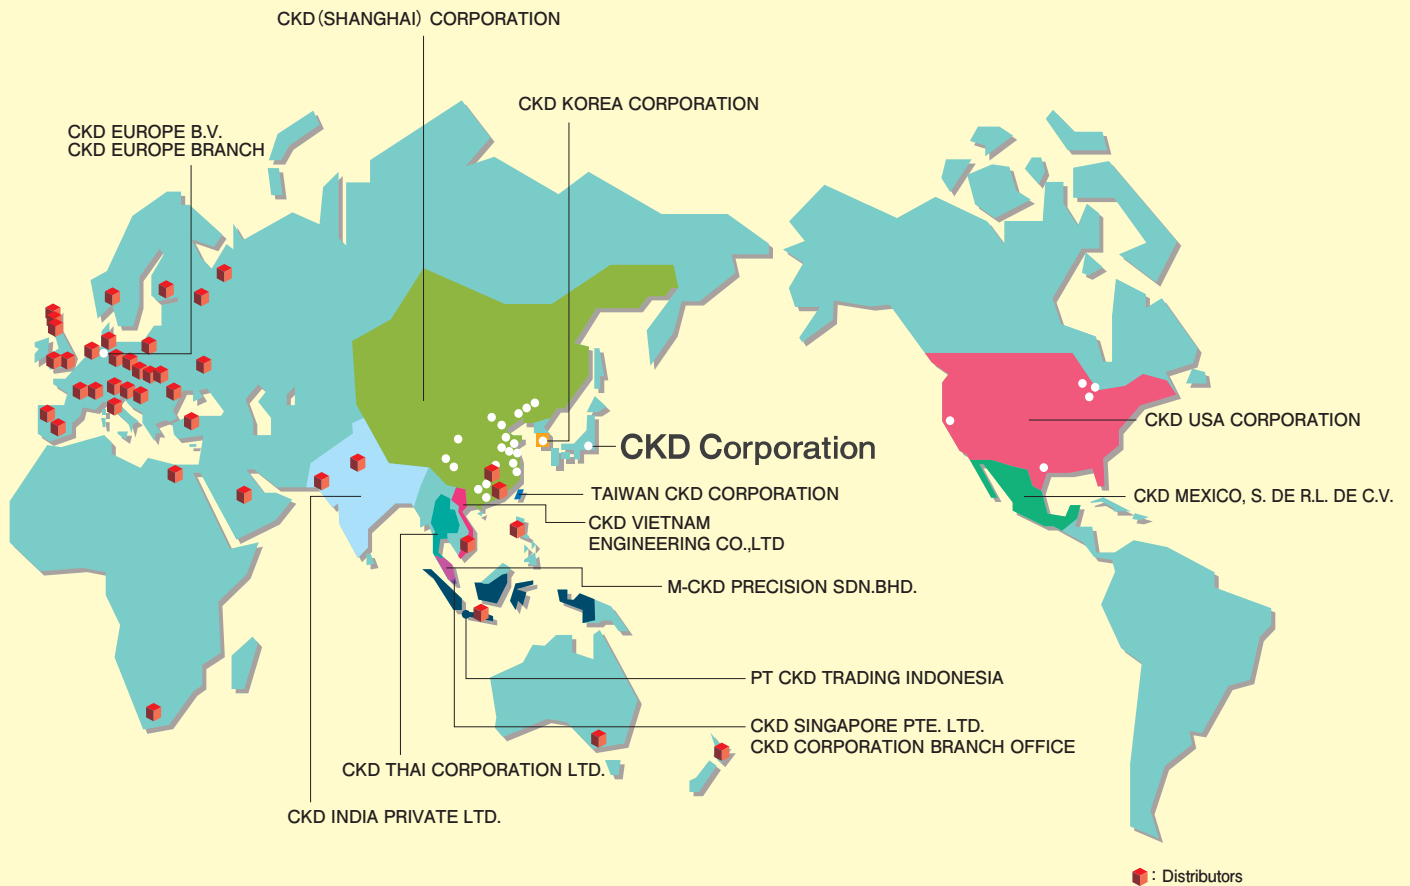 CKD(SHANGHAI) CORPORATION
CKD KOREA CORPORATION
CKD EUROPE B.V.
CKD EUROPE BRANCH
CKD USA CORPORATION
CKD Corporation
TAIWAN CKD CORPORATION
CKD MEXICO, S. DE R.L. DE C.V.
CKD VIETNAM
ENGINEERING CO.,LTD
M-CKD PRECISION SDN.BHD.
PT CKD TRADING INDONESIA
CKD SINGAPORE PTE. LTD.
CKD CORPORATION BRANCH OFFICE
CKD THAI CORPORATION LTD.
CKD INDIA PRIVATE LTD.
: Distributors